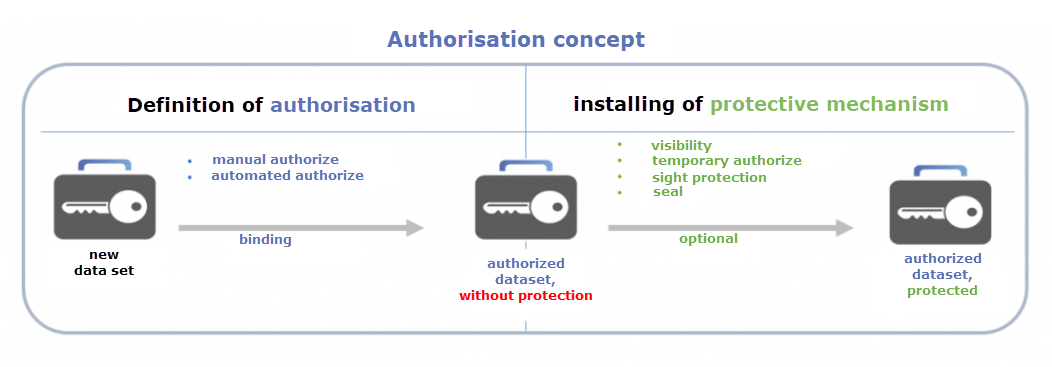 Authorisation concept
Definition of authorisation
installing of protective mechanism
manual authorize
automated authorize
visibility
temporary authorize
sight protection
seal
binding
optional
new
data set
authorized
dataset,
without protection
authorized
dataset,
protected